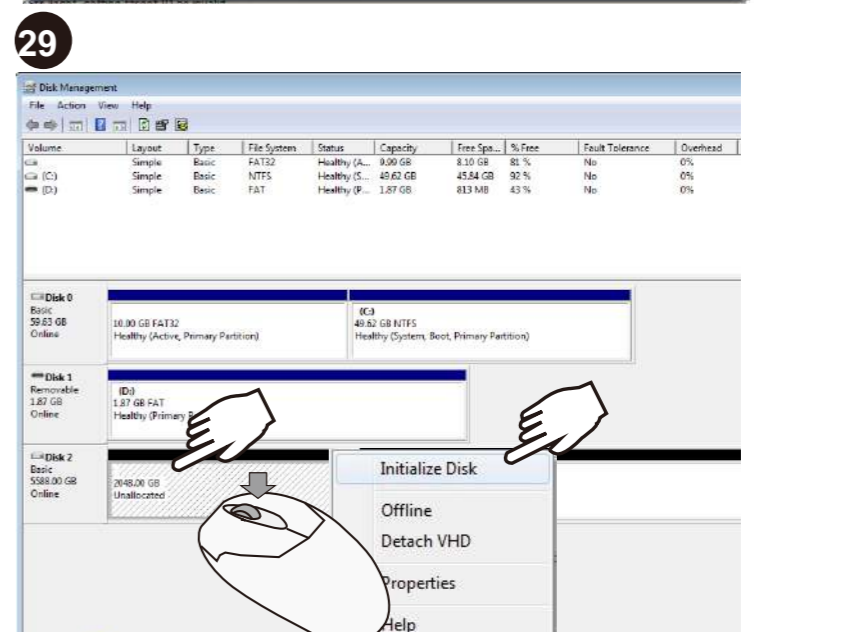 29
Disk Management
File Action View Help
Volume Layout Type File System Status Capacity Free Spa... % Free Fault Tolerance Overhead
Simple Basic FAT32 Healthy (A... 9.99 GB 8.10 GB 81 % No 0%
(C:) Simple Basic NTFS Healthy (S... 49.62 GB 45.84 GB 92 % No 0%
(D:) Simple Basic FAT Healthy (P... 1.87 GB 813 MB 43 % No 0%
Disk 0
Basic
59.63 GB
Online
10.00 GB FAT32
Healthy (Active, Primary Partition)
(C:)
49.62 GB NTFS
Healthy (System, Boot, Primary Partition)
Disk 1
Removable
1.87 GB
Online
(D:)
1.87 GB FAT
Healthy (Primary
Disk 2
Basic
5588.00 GB
Online
2048.00 GB
Unallocated
Initialize Disk
Offline
Detach VHD
Properties
Help